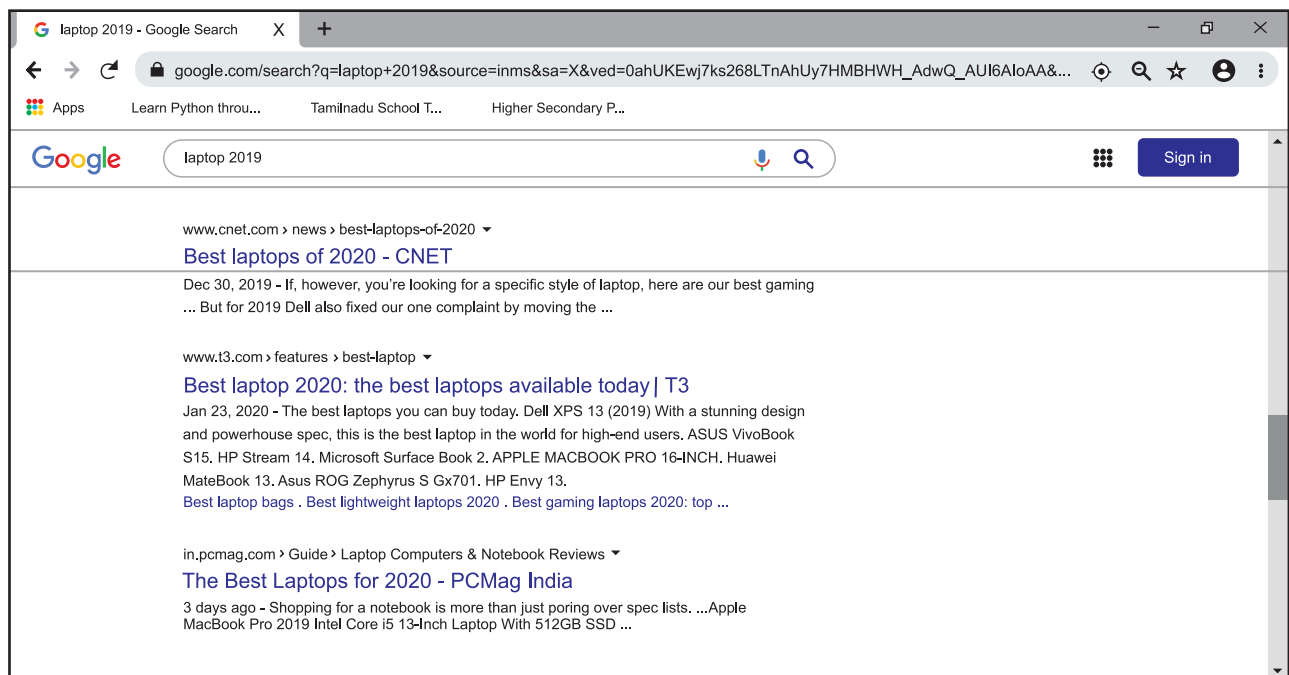 laptop 2019 - Google Search X +
google.com/search?q=laptop+2019&source=inms&sa=X&ved=0ahUKEwj7ks268LTnAhUy7HMBHWH_AdwQ_AUI6AIoAA&...
Apps Learn Python throu... Tamilnadu School T... Higher Secondary P...
Google laptop 2019 Sign in
www.cnet.com › news › best-laptops-of-2020
Best laptops of 2020 - CNET
Dec 30, 2019 - If, however, you're looking for a specific style of laptop, here are our best gaming
... But for 2019 Dell also fixed our one complaint by moving the ...
www.t3.com › features › best-laptop
Best laptop 2020: the best laptops available today | T3
Jan 23, 2020 - The best laptops you can buy today. Dell XPS 13 (2019) With a stunning design
and powerhouse spec, this is the best laptop in the world for high-end users. ASUS VivoBook
S15. HP Stream 14. Microsoft Surface Book 2. APPLE MACBOOK PRO 16-INCH. Huawei
MateBook 13. Asus ROG Zephyrus S Gx701. HP Envy 13.
Best laptop bags . Best lightweight laptops 2020 . Best gaming laptops 2020: top ...
in.pcmag.com › Guide › Laptop Computers & Notebook Reviews
The Best Laptops for 2020 - PCMag India
3 days ago - Shopping for a notebook is more than just poring over spec lists. ...Apple
MacBook Pro 2019 Intel Core i5 13-Inch Laptop With 512GB SSD ...